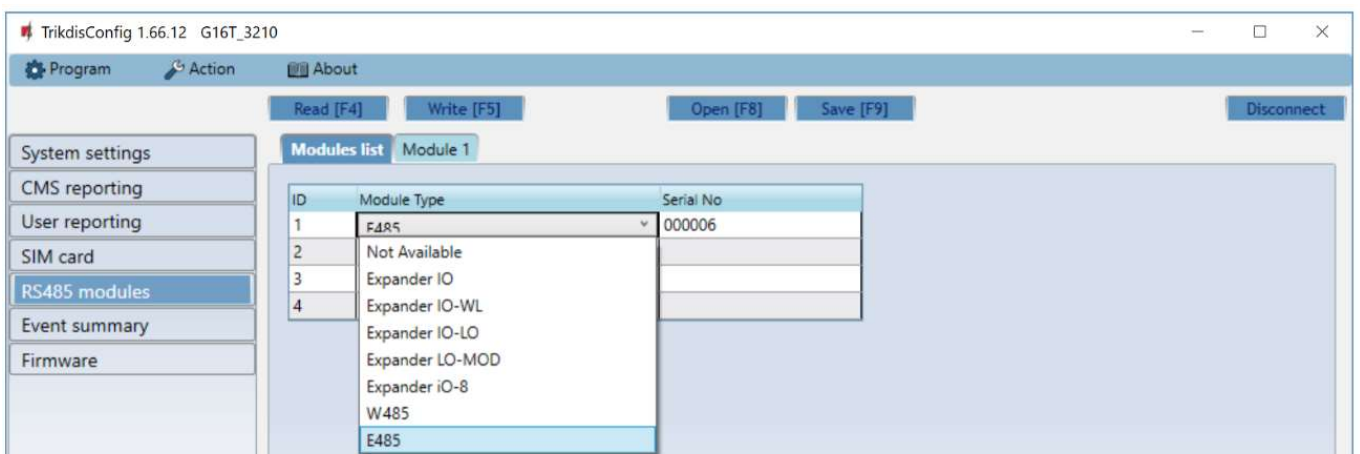 TrikdisConfig 1.66.12 G16T_3210
Program Action About
Read [F4] Write [F5] Open [F8] Save [F9] Disconnect
System settings
CMS reporting
User reporting
SIM card
RS485 modules
Event summary
Firmware
Modules list Module 1
ID Module Type Serial No
1 E485 000006
2
3
4
Not Available
Expander IO
Expander IO-WL
Expander IO-LO
Expander LO-MOD
Expander iO-8
W485
E485